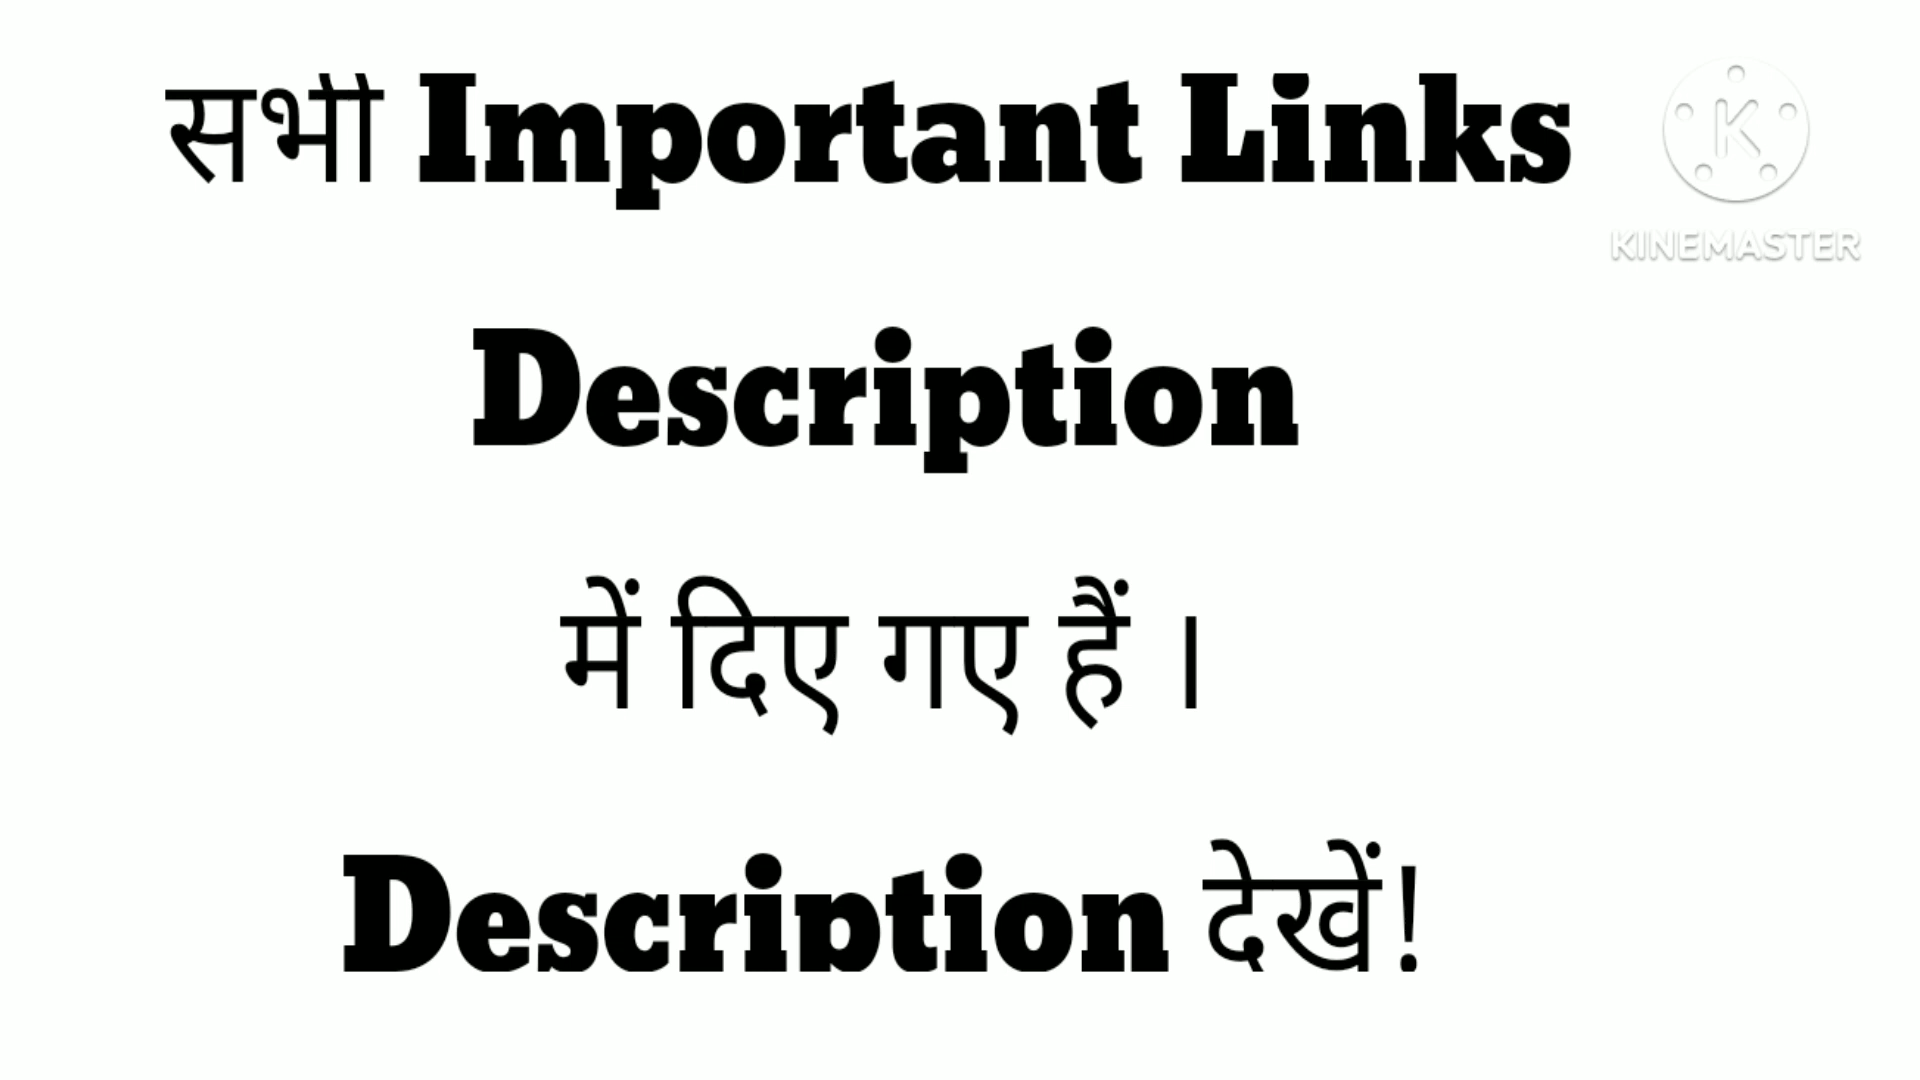 सभी Important Links
KINEMASTER
Description
में दिए गए हैं ।
Description देखें!